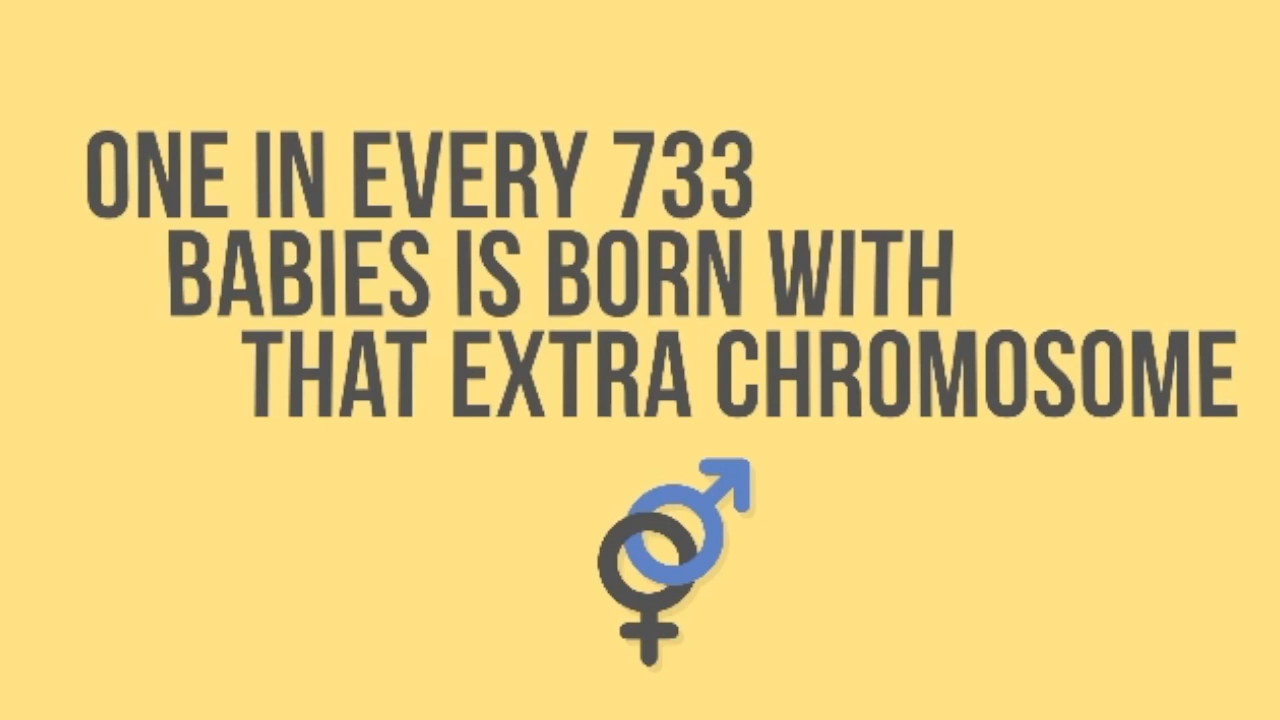 ONE IN EVERY 733
BABIES IS BORN WITH
THAT EXTRA CHROMOSOME